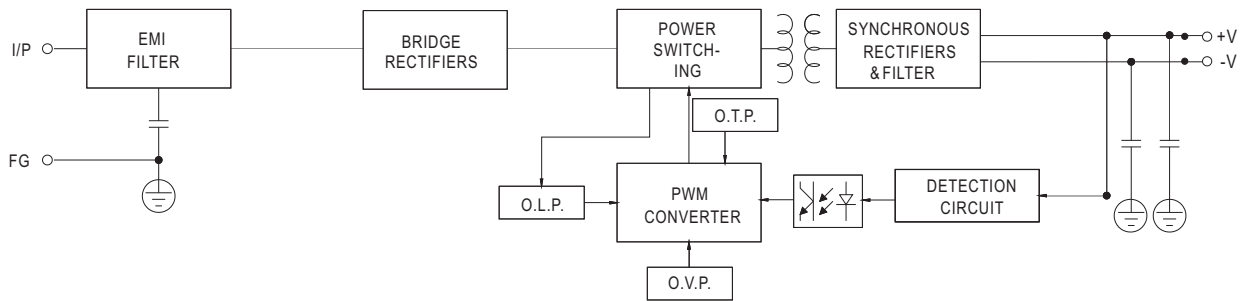 I/P
EMI
FILTER
BRIDGE
RECTIFIERS
POWER
SWITCH-
ING
SYNCHRONOUS
RECTIFIERS
&FILTER
+V
-V
FG
O.T.P.
O.L.P.
PWM
CONVERTER
DETECTION
CIRCUIT
O.V.P.